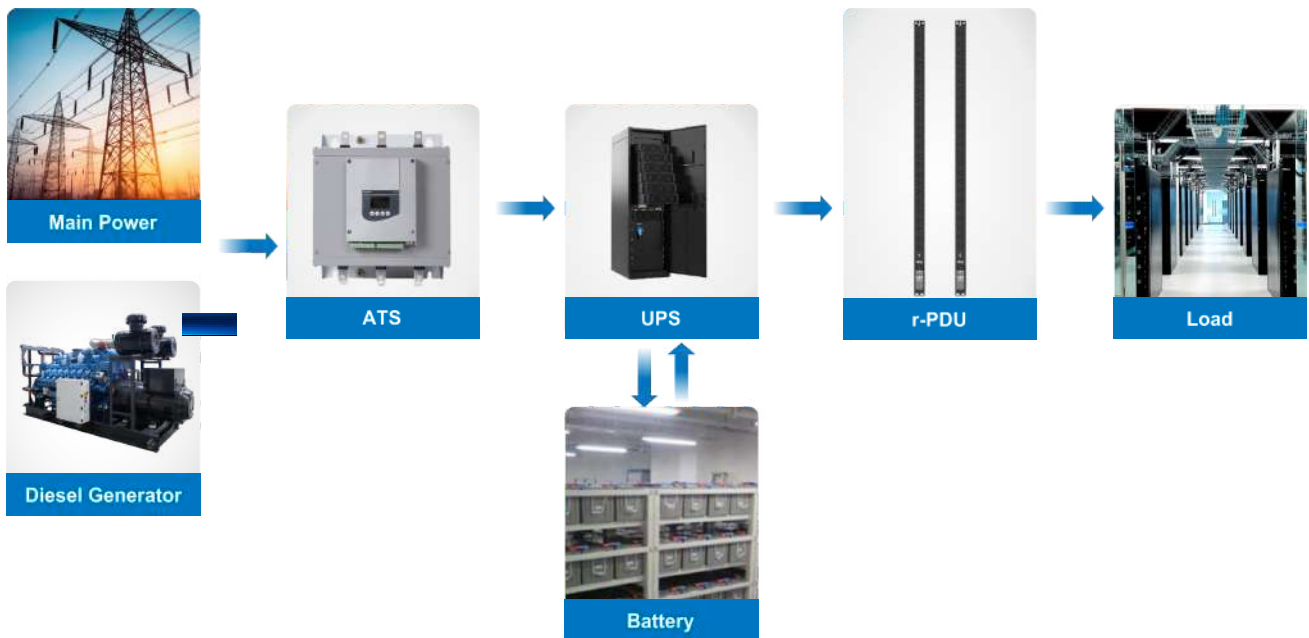 Main Power
Diesel Generator
ATS
UPS
Battery
r-PDU
Load